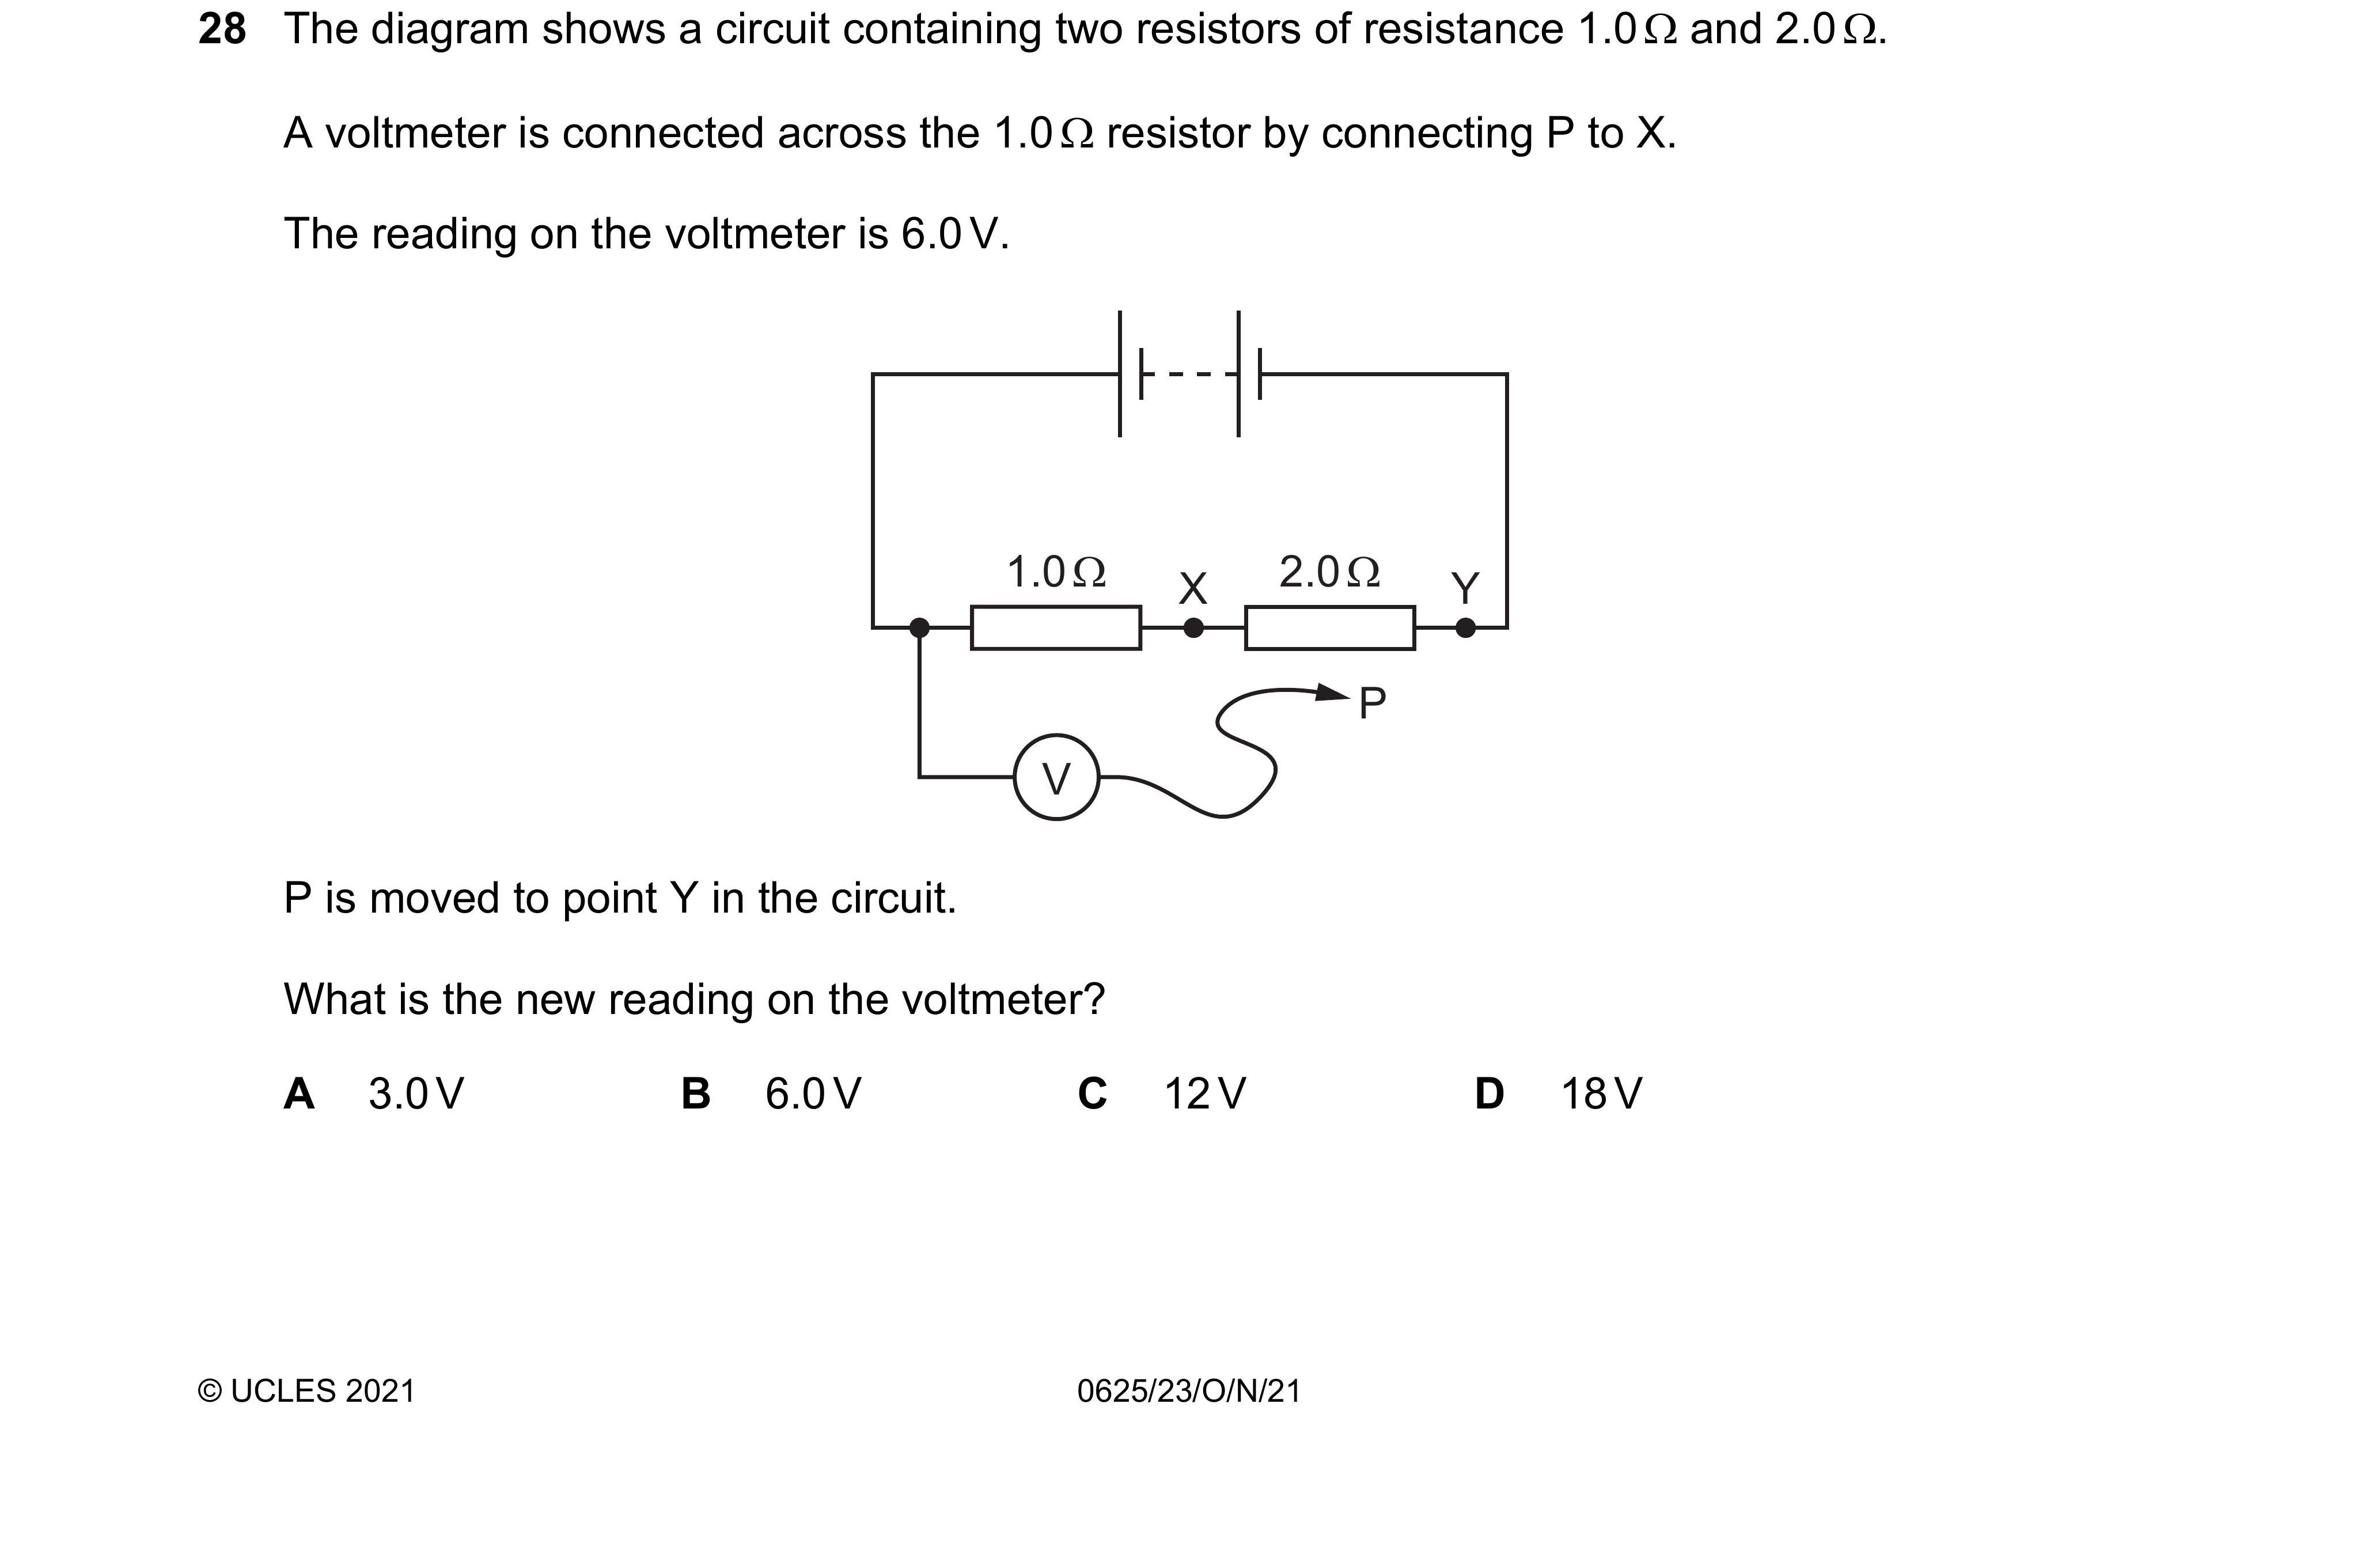 28 The diagram shows a circuit containing two resistors of resistance 1.0 Ω and 2.0 Ω.
A voltmeter is connected across the 1.0 Ω resistor by connecting P to X.
The reading on the voltmeter is 6.0 V.
1.0 Ω X 2.0 Ω Y
P
V
P is moved to point Y in the circuit.
What is the new reading on the voltmeter?
A 3.0 V B 6.0 V C 12 V D 18 V
© UCLES 2021 0625/23/O/N/21